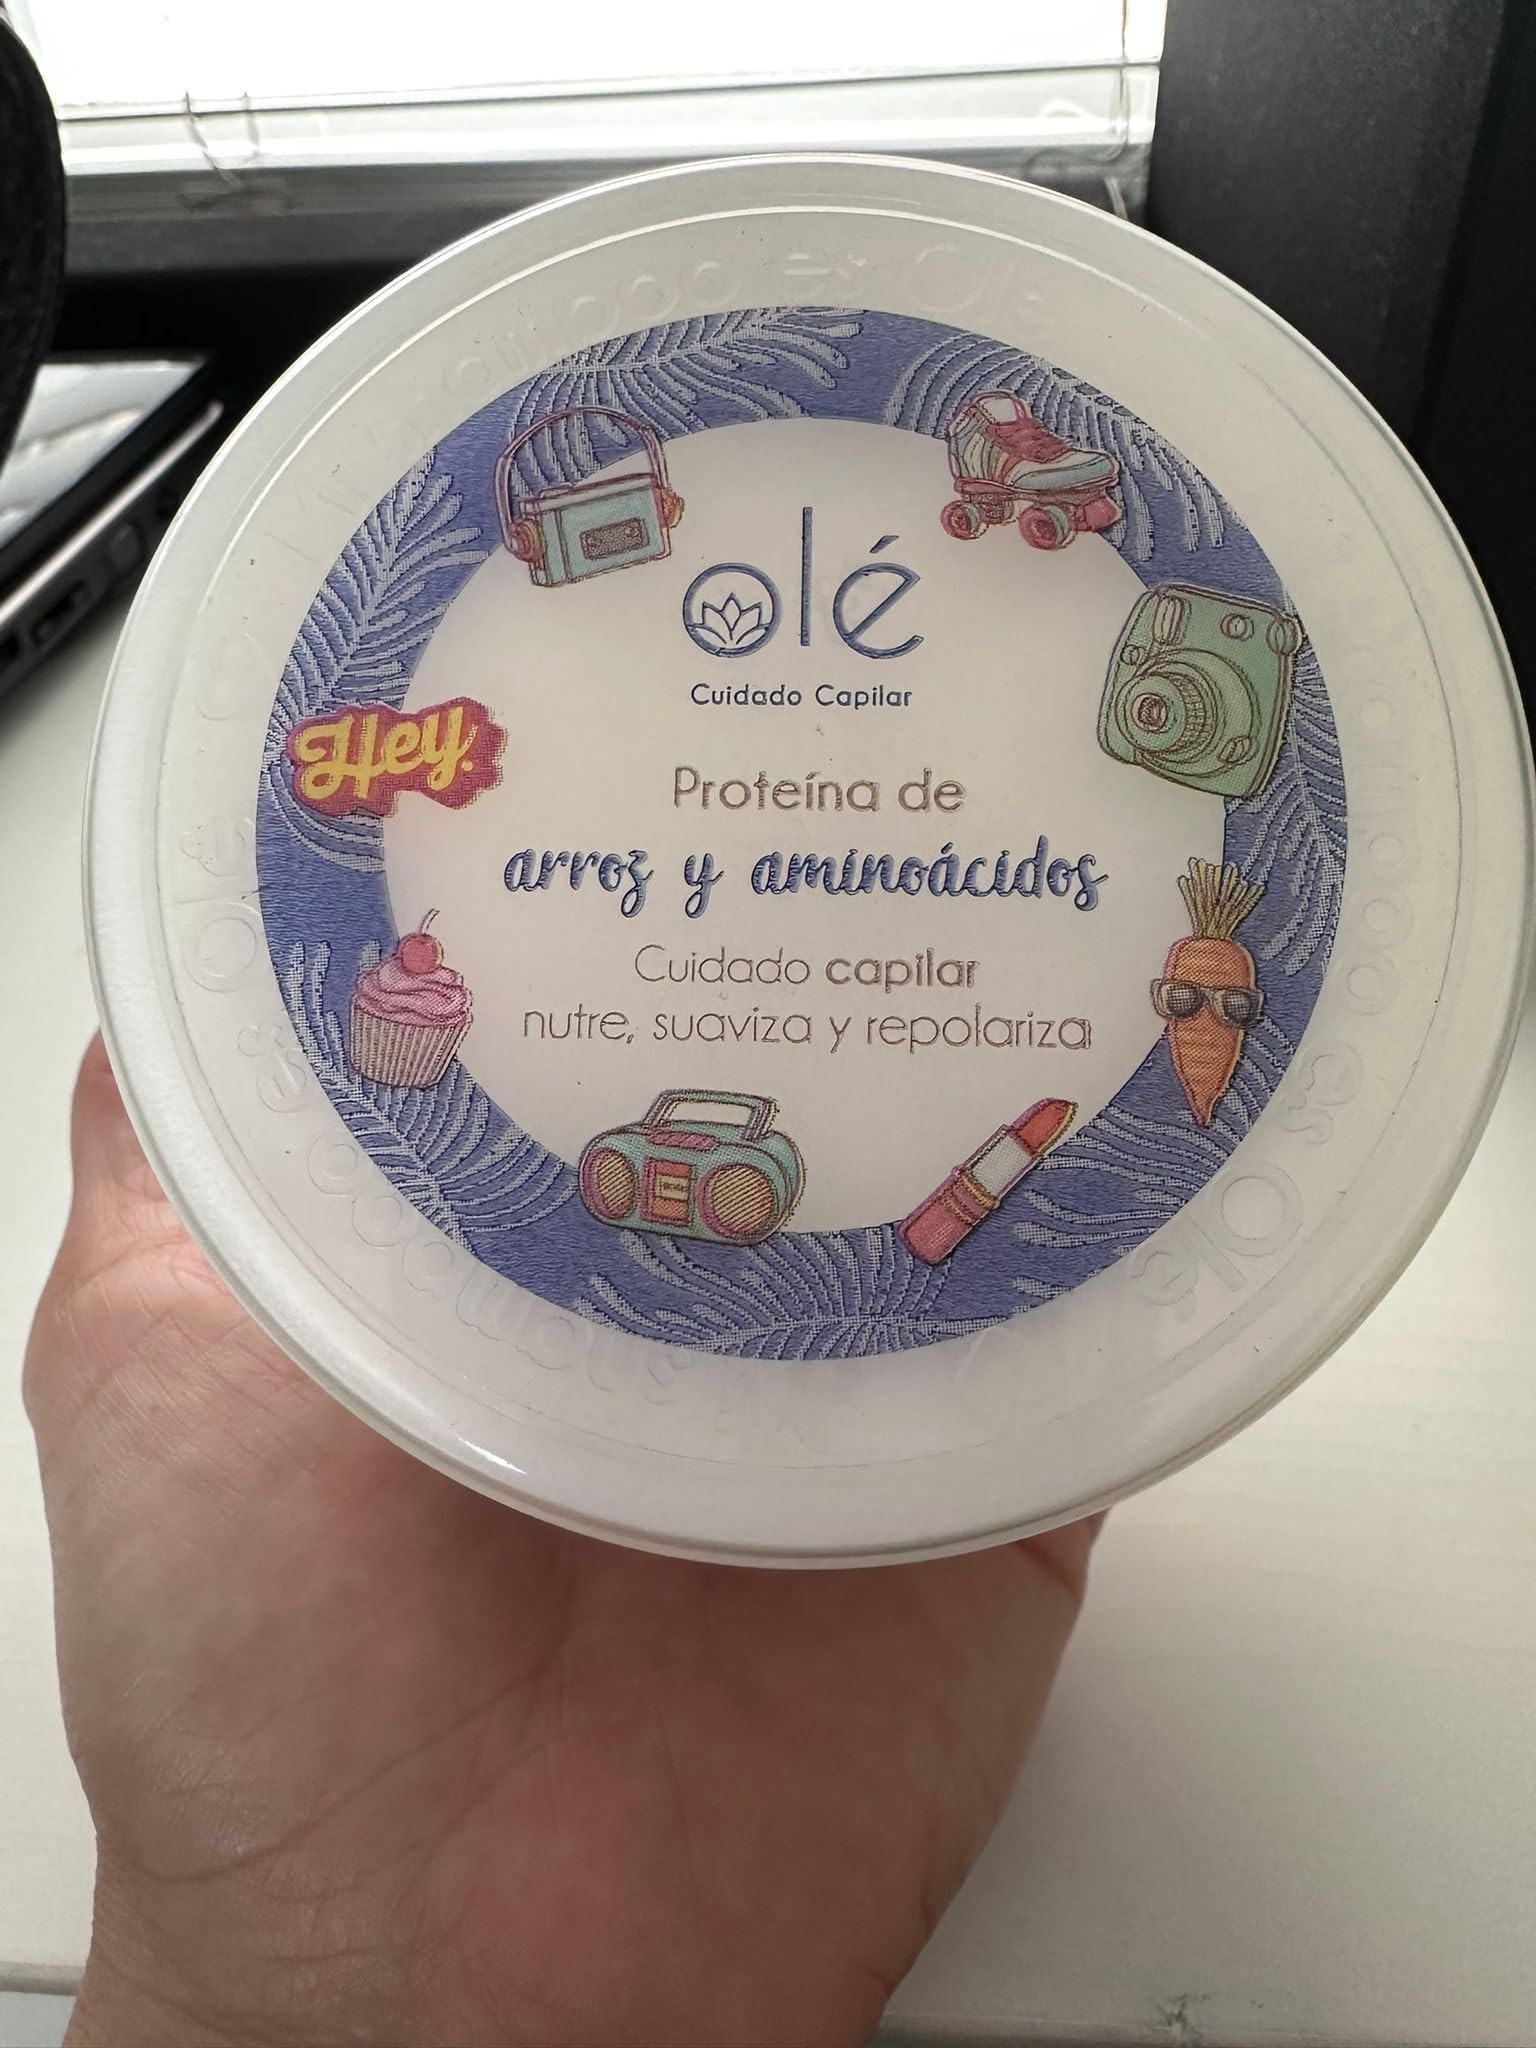 olé
Cuidado Capilar
Hey.
Proteína de
arroz y aminoácidos
Cuidado capilar
nutre, suaviza y repolariza